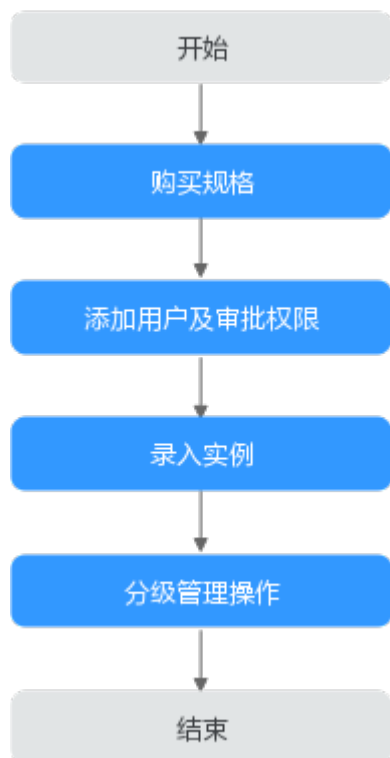 开始
购买规格
添加用户及审批权限
录入实例
分级管理操作
结束